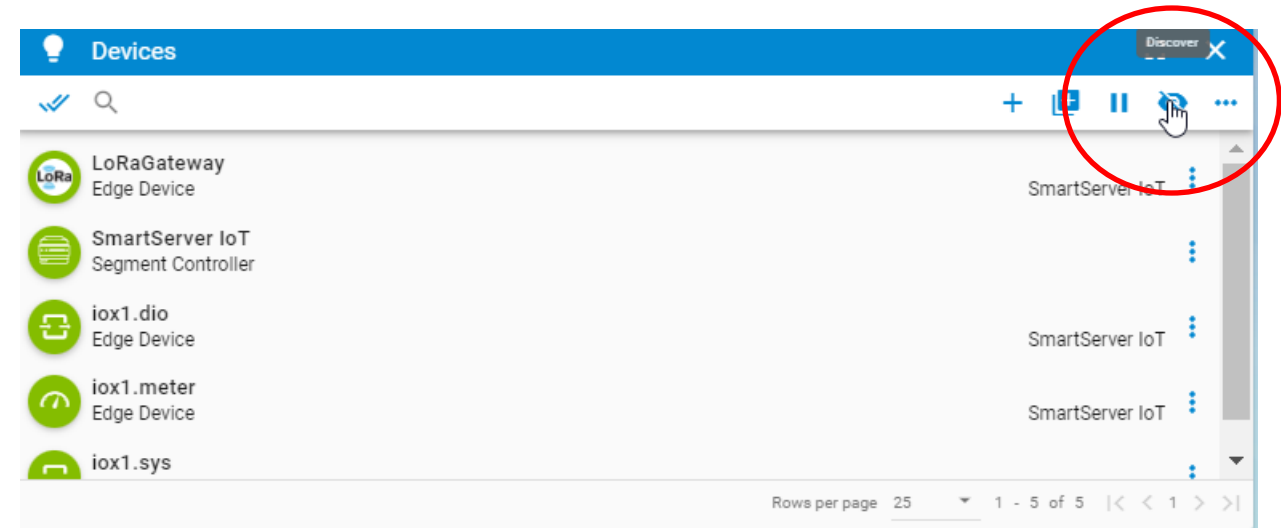 Devices
Discover
LoRa
LoRaGateway
Edge Device
SmartServer IoT
SmartServer IoT
Segment Controller
iox1.dio
Edge Device
SmartServer IoT
iox1.meter
Edge Device
SmartServer IoT
iox1.sys
Rows per page 25 1 - 5 of 5 |< < 1 > >|